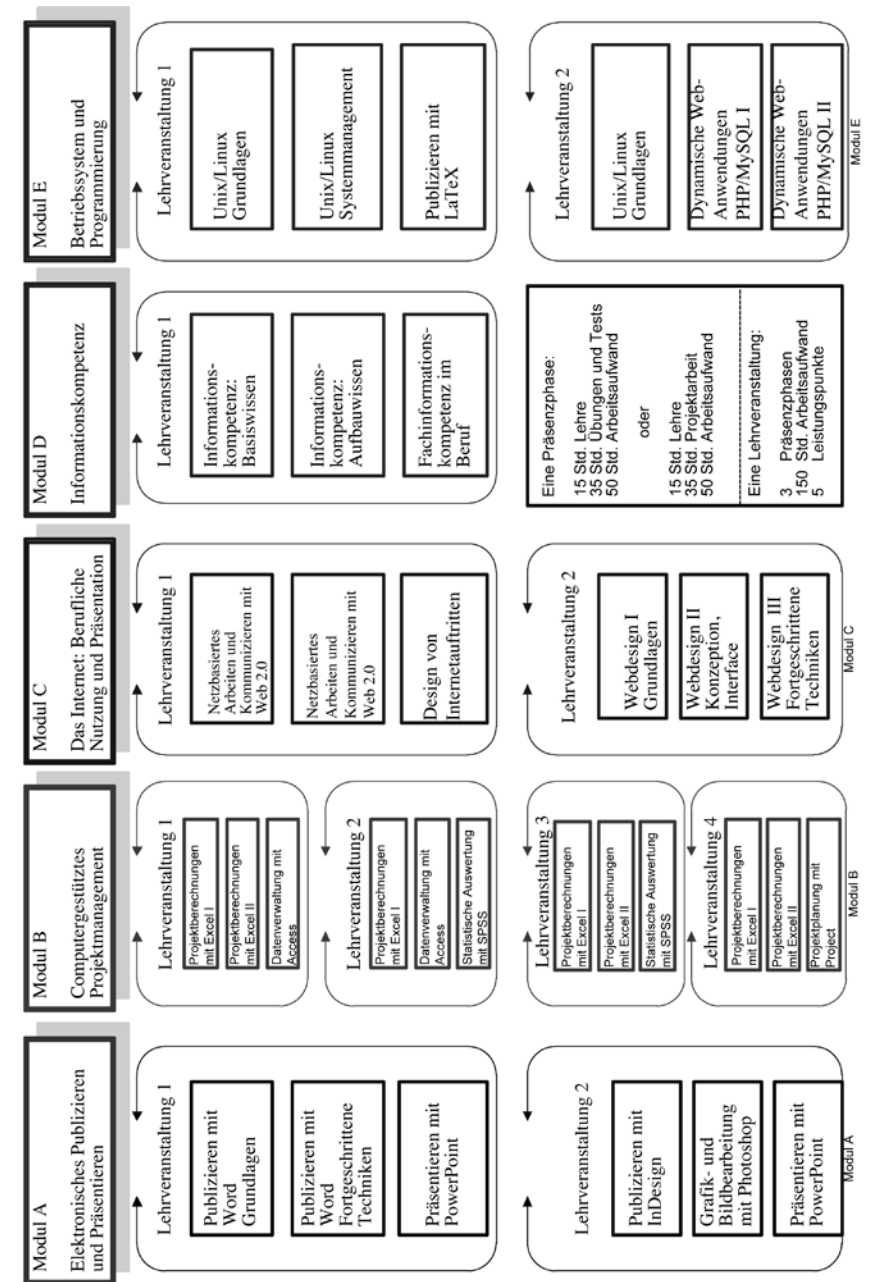 Modul A
Elektronisches Publizieren
und Präsentieren
Lehrveranstaltung 1
Publizieren mit
Word
Grundlagen
Publizieren mit
Word
Fortgeschrittene
Techniken
Präsentieren mit
PowerPoint
Lehrveranstaltung 2
Publizieren mit
InDesign
Grafik- und
Bildbearbeitung
mit Photoshop
Präsentieren mit
PowerPoint
Modul A
Modul B
Computergestütztes
Projektmanagement
Lehrveranstaltung 1
Projektberechnungen
mit Excel I
Projektberechnungen
mit Excel II
Datenverwaltung mit
Access
Lehrveranstaltung 2
Projektberechnungen
mit Excel I
Datenverwaltung mit
Access
Statistische Auswertung
mit SPSS
Lehrveranstaltung 3
Projektberechnungen
mit Excel I
Projektberechnungen
mit Excel II
Statistische Auswertung
mit SPSS
Lehrveranstaltung 4
Projektberechnungen
mit Excel I
Projektberechnungen
mit Excel II
Projektplanung mit
Project
Modul B
Modul C
Das Internet: Berufliche
Nutzung und Präsentation
Lehrveranstaltung 1
Netzbasiertes
Arbeiten und
Kommunizieren mit
Web 2.0
Netzbasiertes
Arbeiten und
Kommunizieren mit
Web 2.0
Design von
Internetauftritten
Lehrveranstaltung 2
Webdesign I
Grundlagen
Webdesign II
Konzeption,
Interface
Webdesign III
Fortgeschrittene
Techniken
Modul C
Modul D
Informationskompetenz
Lehrveranstaltung 1
Informations-
kompetenz:
Basiswissen
Informations-
kompetenz:
Aufbauwissen
Fachinformations-
kompetenz im
Beruf
Eine Präsenzphase:
15 Std. Lehre
35 Std. Übungen und Tests
50 Std. Arbeitsaufwand
oder
15 Std. Lehre
35 Std. Projektarbeit
50 Std. Arbeitsaufwand
Eine Lehrveranstaltung:
3 Präsenzphasen
150 Std. Arbeitsaufwand
5 Leistungspunkte
Modul E
Betriebssystem und
Programmierung
Lehrveranstaltung 1
Unix/Linux
Grundlagen
Unix/Linux
Systemmanagement
Publizieren mit
LaTeX
Lehrveranstaltung 2
Unix/Linux
Grundlagen
Dynamische Web-
Anwendungen
PHP/MySQL I
Dynamische Web-
Anwendungen
PHP/MySQL II
Modul E